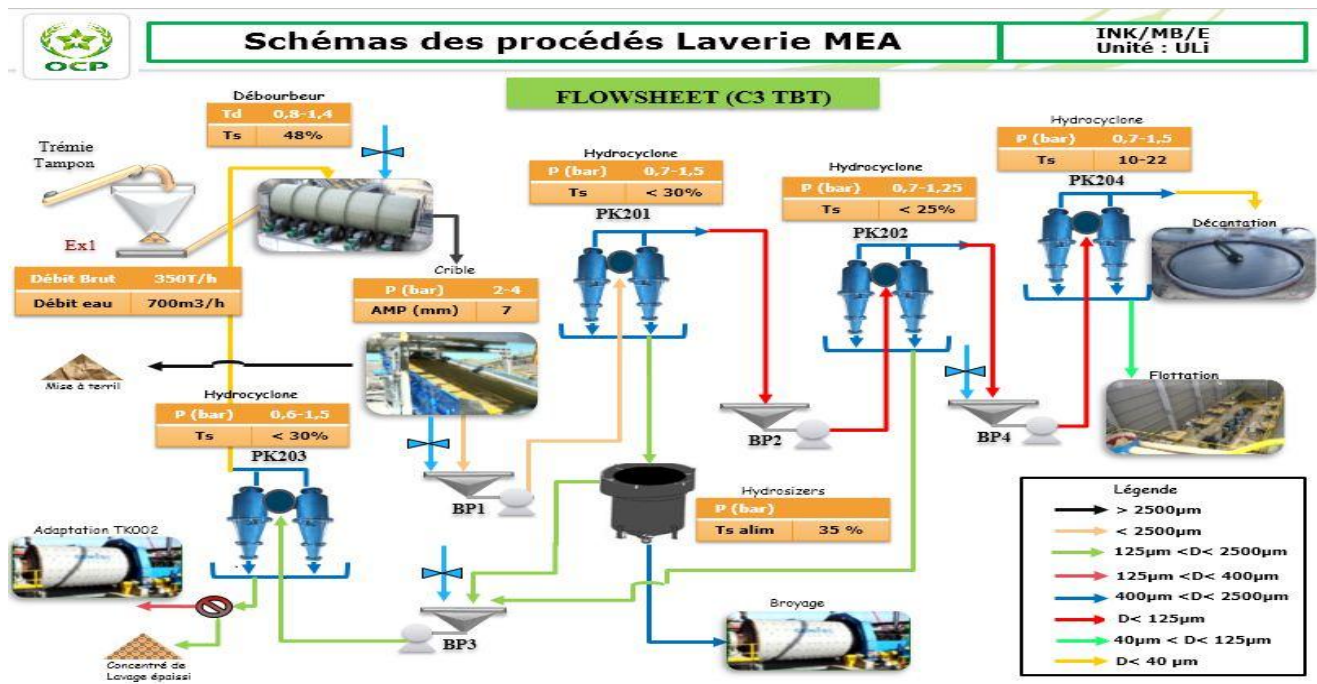 OCP
Schémas des procédés Laverie MEA
INK/MB/E
Unité : ULi
FLOWSHEET (C3 TBT)
Débourbeur
Td 0,8-1,4
Ts 48%
Trémie
Tampon
Ex1
Débit Brut 350T/h
Débit eau 700m3/h
Crible
P (bar) 2-4
AMP (mm) 7
Mise à terril
Hydrocyclone
P (bar) 0,7-1,5
Ts < 30%
PK201
Hydrocyclone
P (bar) 0,7-1,25
Ts < 25%
PK202
Hydrocyclone
P (bar) 0,7-1,5
Ts 10-22
PK204
Décantation
Flottation
Hydrocyclone
P (bar) 0,6-1,5
Ts < 30%
PK203
BP1
BP2
BP4
Hydrosizers
P (bar)
Ts alim 35 %
Adaptation TK002
BP3
Broyage
Concentré de
Lavage épaissi
Légende
> 2500µm
< 2500µm
125µm <D< 2500µm
125µm <D< 400µm
400µm <D< 2500µm
D< 125µm
40µm < D< 125µm
D< 40 µm